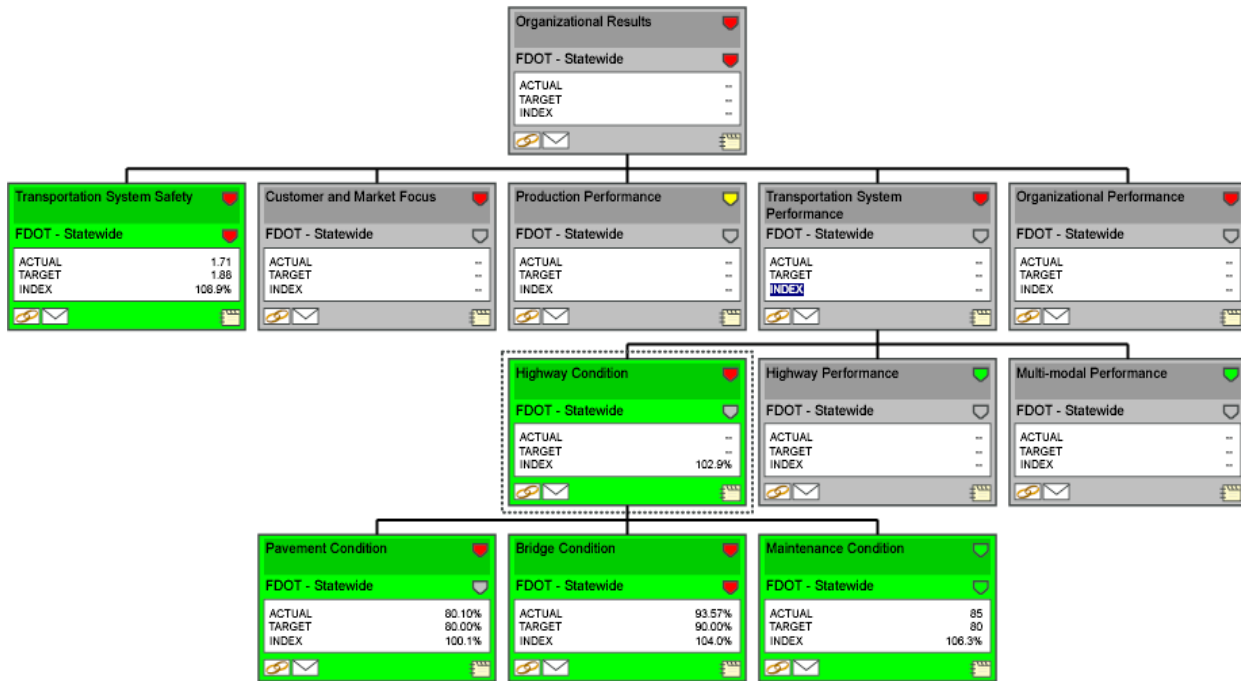 Organizational Results
FDOT - Statewide
ACTUAL --
TARGET --
INDEX --
Transportation System Safety
FDOT - Statewide
ACTUAL 1.71
TARGET 1.88
INDEX 108.9%
Customer and Market Focus
FDOT - Statewide
ACTUAL --
TARGET --
INDEX --
Production Performance
FDOT - Statewide
ACTUAL --
TARGET --
INDEX --
Transportation System
Performance
FDOT - Statewide
ACTUAL --
TARGET --
INDEX --
Organizational Performance
FDOT - Statewide
ACTUAL --
TARGET --
INDEX --
Highway Condition
FDOT - Statewide
ACTUAL --
TARGET --
INDEX 102.9%
Highway Performance
FDOT - Statewide
ACTUAL --
TARGET --
INDEX --
Multi-modal Performance
FDOT - Statewide
ACTUAL --
TARGET --
INDEX --
Pavement Condition
FDOT - Statewide
ACTUAL 80.10%
TARGET 80.00%
INDEX 100.1%
Bridge Condition
FDOT - Statewide
ACTUAL 93.57%
TARGET 90.00%
INDEX 104.0%
Maintenance Condition
FDOT - Statewide
ACTUAL 85
TARGET 80
INDEX 106.3%